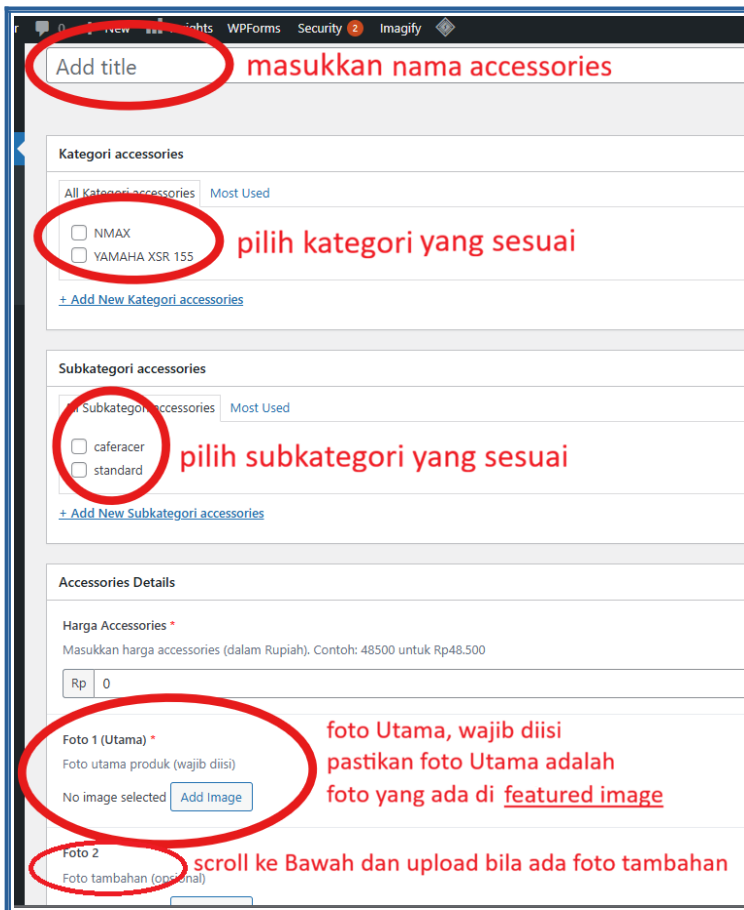 r 0 New Insights WPForms Security 2 Imagify
Add title masukkan nama accessories
Kategori accessories
All Kategori accessories Most Used
NMAX
pilih kategori yang sesuai
YAMAHA XSR 155
+ Add New Kategori accessories
Subkategori accessories
All Subkategori accessories Most Used
caferacer
pilih subkategori yang sesuai
standard
+ Add New Subkategori accessories
Accessories Details
Harga Accessories *
Masukkan harga accessories (dalam Rupiah). Contoh: 48500 untuk Rp48.500
Rp 0
Foto 1 (Utama) *
foto Utama, wajib diisi
Foto utama produk (wajib diisi)
pastikan foto Utama adalah
No image selected Add Image
foto yang ada di featured image
Foto 2
scroll ke Bawah dan upload bila ada foto tambahan
Foto tambahan (opsional)